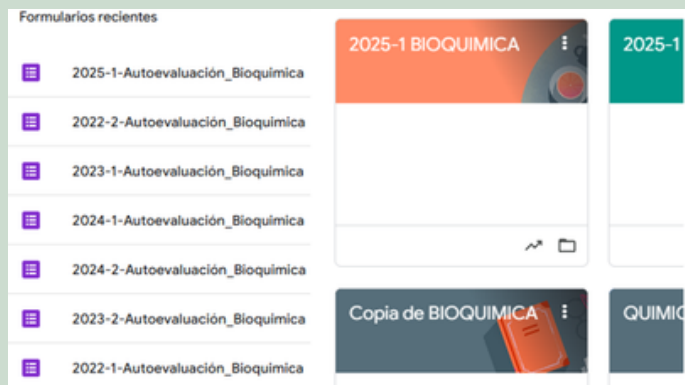 Formularios recientes
2025-1-Autoevaluación_Bioquimica
2022-2-Autoevaluación_Bioquimica
2023-1-Autoevaluación_Bioquimica
2024-1-Autoevaluación_Bioquimica
2024-2-Autoevaluación_Bioquimica
2023-2-Autoevaluación_Bioquimica
2022-1-Autoevaluación_Bioquimica
2025-1 BIOQUIMICA
2025-1
Copia de BIOQUIMICA